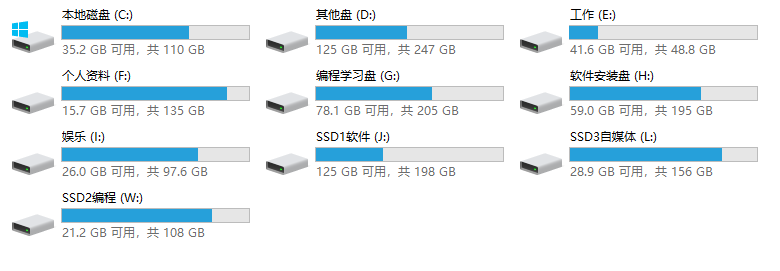 本地磁盘 (C:)
35.2 GB 可用，共 110 GB
其他盘 (D:)
125 GB 可用，共 247 GB
工作 (E:)
41.6 GB 可用，共 48.8 GB
个人资料 (F:)
15.7 GB 可用，共 135 GB
编程学习盘 (G:)
78.1 GB 可用，共 205 GB
软件安装盘 (H:)
59.0 GB 可用，共 195 GB
娱乐 (I:)
26.0 GB 可用，共 97.6 GB
SSD1软件 (J:)
125 GB 可用，共 198 GB
SSD3自媒体 (L:)
28.9 GB 可用，共 156 GB
SSD2编程 (W:)
21.2 GB 可用，共 108 GB